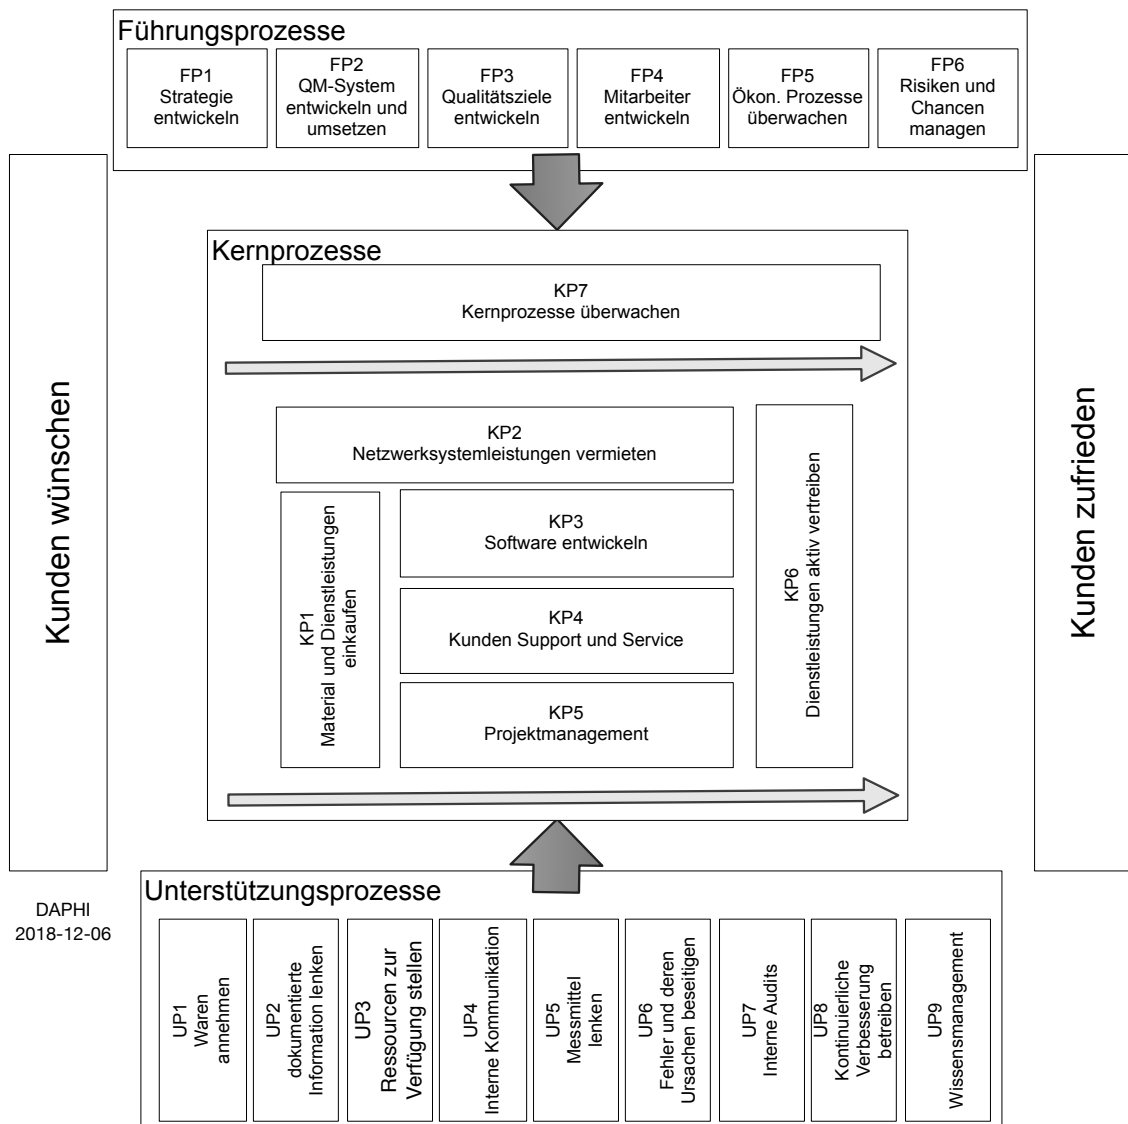 Führungsprozesse
FP1
Strategie
entwickeln
FP2
QM-System
entwickeln und
umsetzen
FP3
Qualitätsziele
entwickeln
FP4
Mitarbeiter
entwickeln
FP5
Ökon. Prozesse
überwachen
FP6
Risiken und
Chancen
managen
Kunden wünschen
Kernprozesse
KP7
Kernprozesse überwachen
KP2
Netzwerksystemleistungen vermieten
KP1
Material und Dienstleistungen
einkaufen
KP3
Software entwickeln
KP4
Kunden Support und Service
KP5
Projektmanagement
KP6
Dienstleistungen aktiv vertreiben
Kunden zufrieden
DAPHI
2018-12-06
Unterstützungsprozesse
UP1
Waren
annehmen
UP2
dokumentierte
Information lenken
UP3
Ressourcen zur
Verfügung stellen
UP4
Interne Kommunikation
UP5
Messmittel
lenken
UP6
Fehler und deren
Ursachen beseitigen
UP7
Interne Audits
UP8
Kontinuierliche
Verbesserung
betreiben
UP9
Wissensmanagement